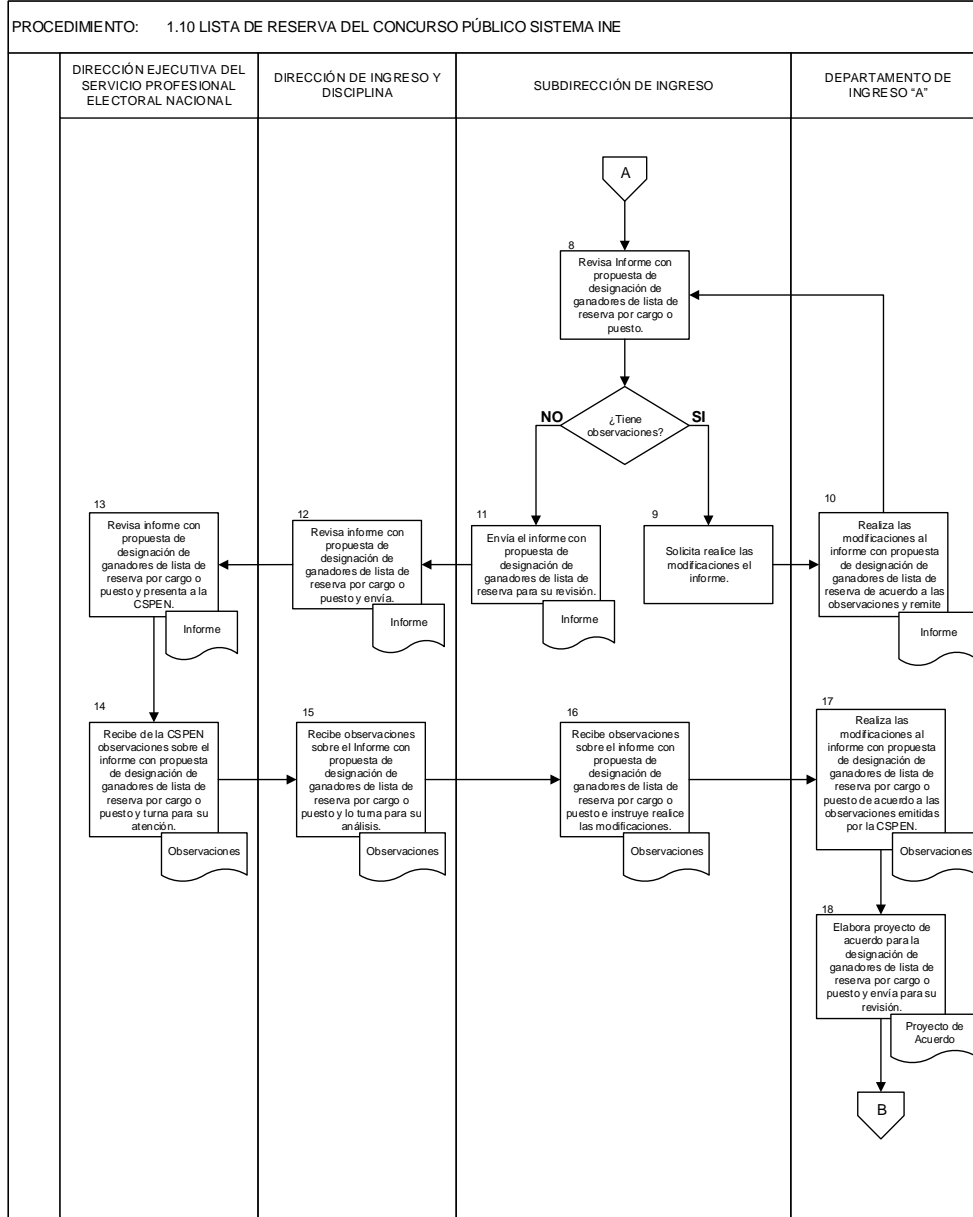 PROCEDIMIENTO: 1.10 LISTA DE RESERVA DEL CONCURSO PÚBLICO SISTEMA INE
DIRECCIÓN EJECUTIVA DEL
SERVICIO PROFESIONAL
ELECTORAL NACIONAL
DIRECCIÓN DE INGRESO Y
DISCIPLINA
SUBDIRECCIÓN DE INGRESO
DEPARTAMENTO DE
INGRESO “A”
A
8
Revisa Informe con
propuesta de
designación de
ganadores de lista de
reserva por cargo o
puesto.
¿Tiene
observaciones?
NO
SI
13
Revisa informe con
propuesta de
designación de
ganadores de lista de
reserva por cargo o
puesto y presenta a la
CSPEN.
Informe
12
Revisa informe con
propuesta de
designación de
ganadores de lista de
reserva por cargo o
puesto y envía.
Informe
11
Envía el informe con
propuesta de
designación de
ganadores de lista de
reserva para su revisión.
Informe
9
Solicita realice las
modificaciones el
informe.
10
Realiza las
modificaciones al
informe con propuesta
de designación de
ganadores de lista de
reserva de acuerdo a las
observaciones y remite
Informe
14
Recibe de la CSPEN
observaciones sobre el
informe con propuesta
de designación de
ganadores de lista de
reserva por cargo o
puesto y turna para su
atención.
Observaciones
15
Recibe observaciones
sobre el Informe con
propuesta de
designación de
ganadores de lista de
reserva por cargo o
puesto y lo turna para su
análisis.
Observaciones
16
Recibe observaciones
sobre el informe con
propuesta de
designación de
ganadores de lista de
reserva por cargo o
puesto e instruye realice
las modificaciones.
Observaciones
17
Realiza las
modificaciones al
informe con propuesta
de designación de
ganadores de lista de
reserva por cargo o
puesto de acuerdo a las
observaciones emitidas
por la CSPEN.
Observaciones
18
Elabora proyecto de
acuerdo para la
designación de
ganadores de lista de
reserva por cargo o
puesto y envía para su
revisión.
Proyecto de
Acuerdo
B